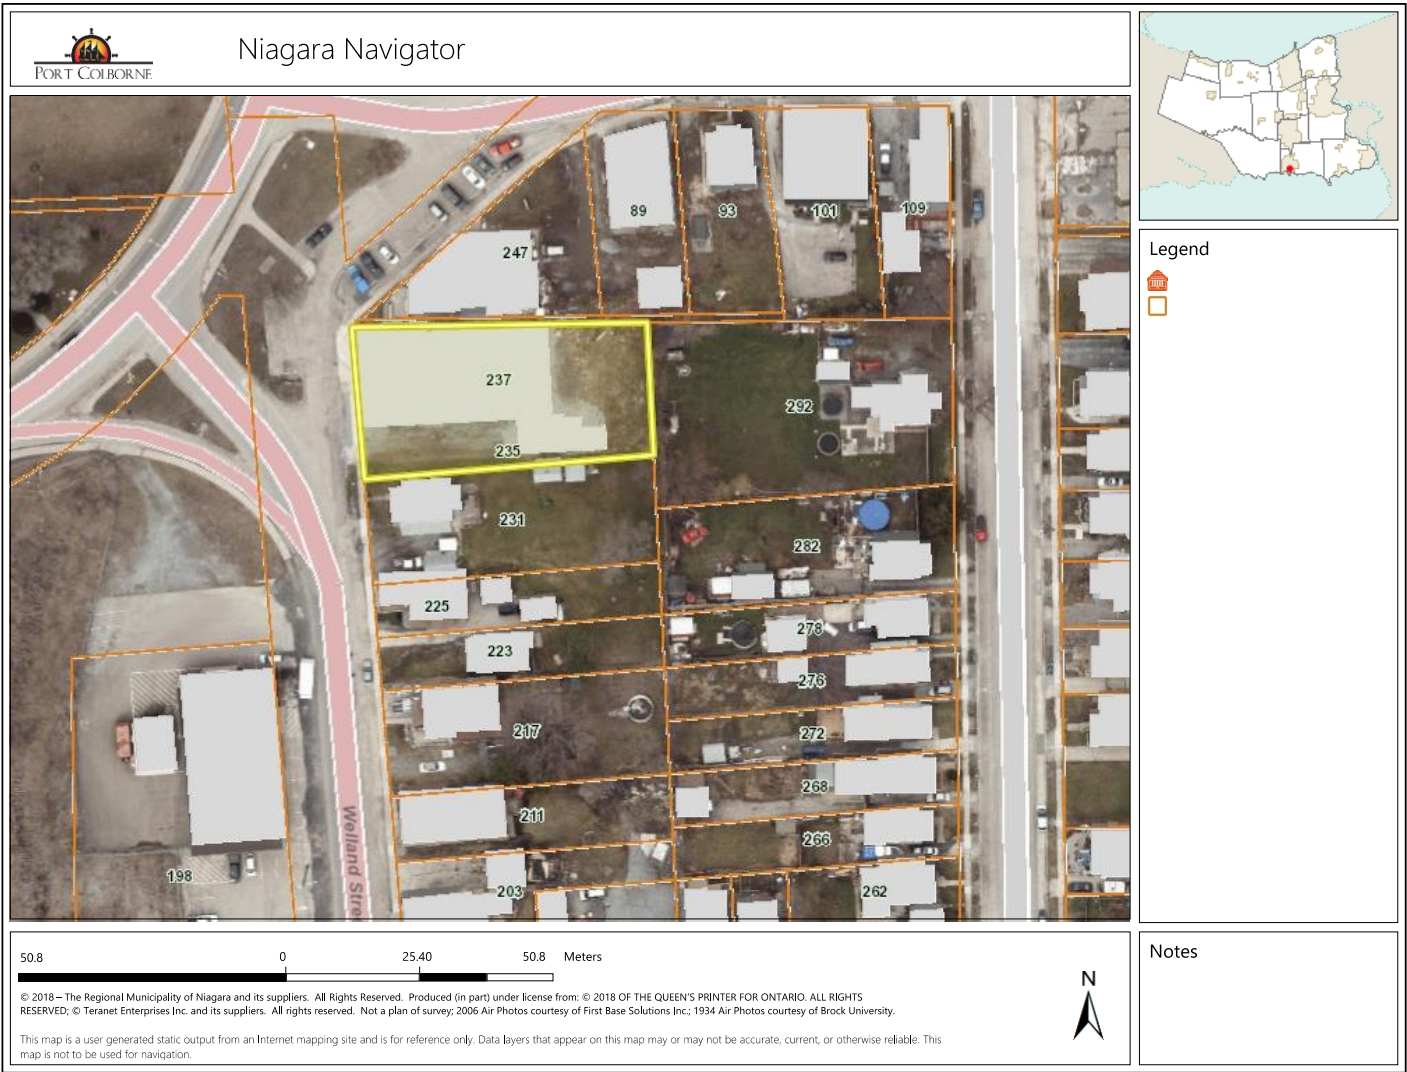 PORT COLBORNE
Niagara Navigator
89
93
101
109
247
237
292
235
231
282
225
278
223
276
217
272
268
211
266
198
203
262
Welland Stre
Legend
50.8
0
25.40
50.8
Meters
© 2018 – The Regional Municipality of Niagara and its suppliers. All Rights Reserved. Produced (in part) under license from: © 2018 OF THE QUEEN'S PRINTER FOR ONTARIO. ALL RIGHTS
RESERVED; © Teranet Enterprises Inc. and its suppliers. All rights reserved. Not a plan of survey; 2006 Air Photos courtesy of First Base Solutions Inc.; 1934 Air Photos courtesy of Brock University.
This map is a user generated static output from an Internet mapping site and is for reference only. Data layers that appear on this map may or may not be accurate, current, or otherwise reliable. This
map is not to be used for navigation.
N
Notes